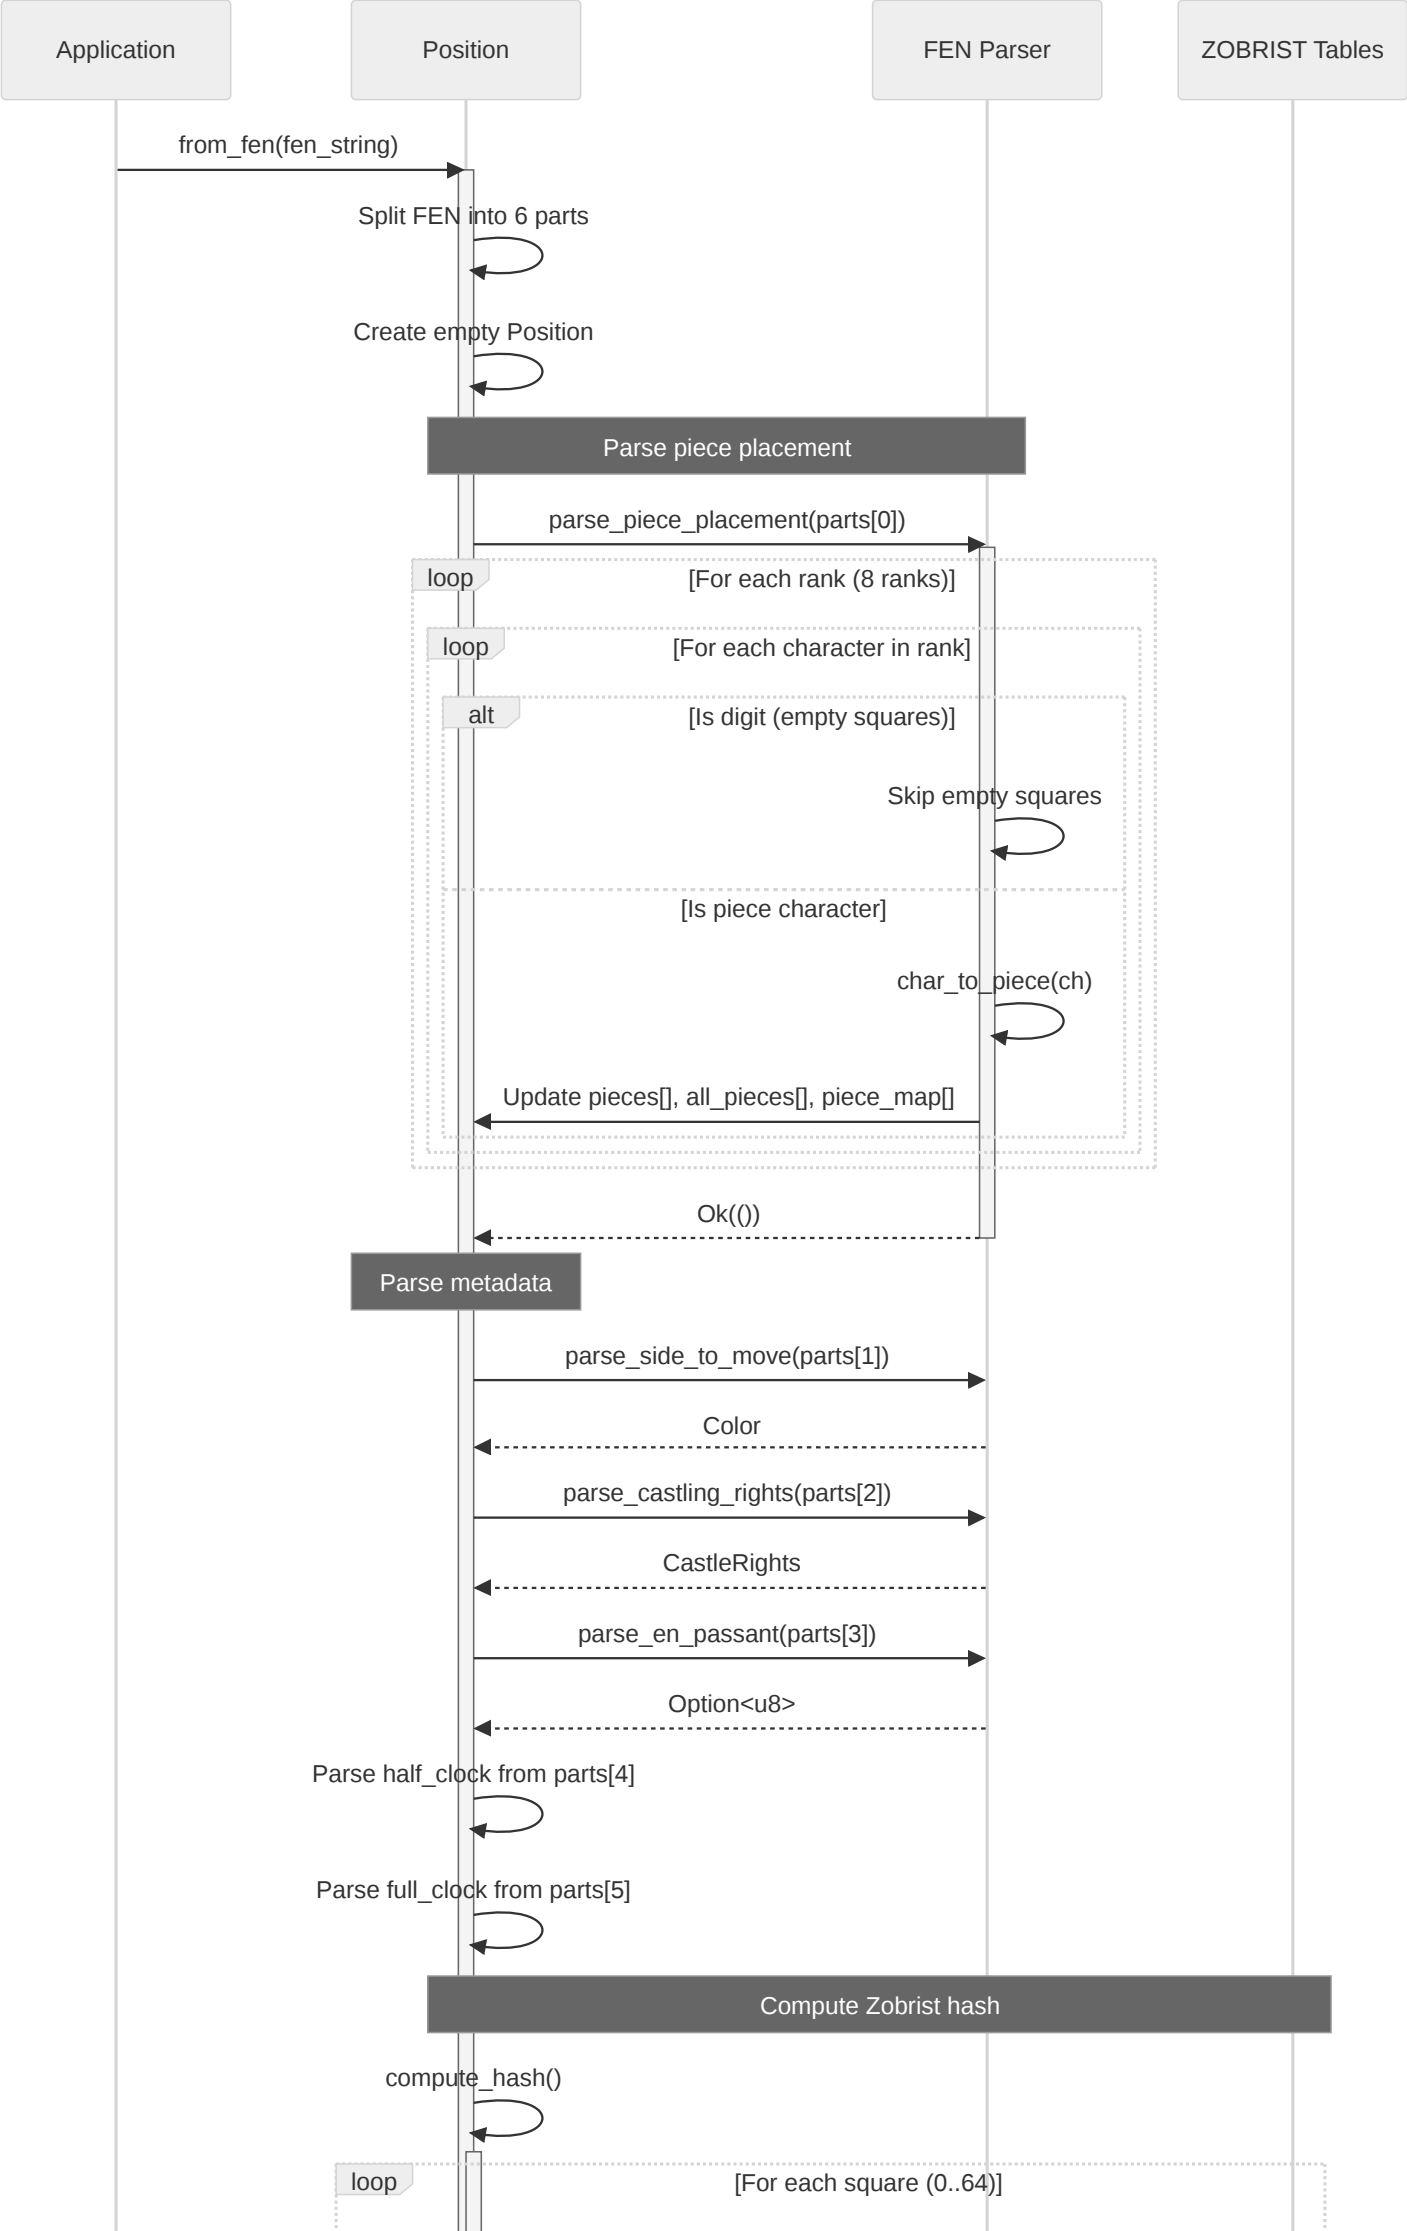 Application
Position
FEN Parser
ZOBRIST Tables
from_fen(fen_string)
Split FEN into 6 parts
Create empty Position
Parse piece placement
parse_piece_placement(parts[0])
loop
[For each rank (8 ranks)]
loop
[For each character in rank]
alt
[Is digit (empty squares)]
Skip empty squares
[Is piece character]
char_to_piece(ch)
Update pieces[], all_pieces[], piece_map[]
Ok(())
Parse metadata
parse_side_to_move(parts[1])
Color
parse_castling_rights(parts[2])
CastleRights
parse_en_passant(parts[3])
Option<u8>
Parse half_clock from parts[4]
Parse full_clock from parts[5]
Compute Zobrist hash
compute_hash()
loop
[For each square (0..64)]